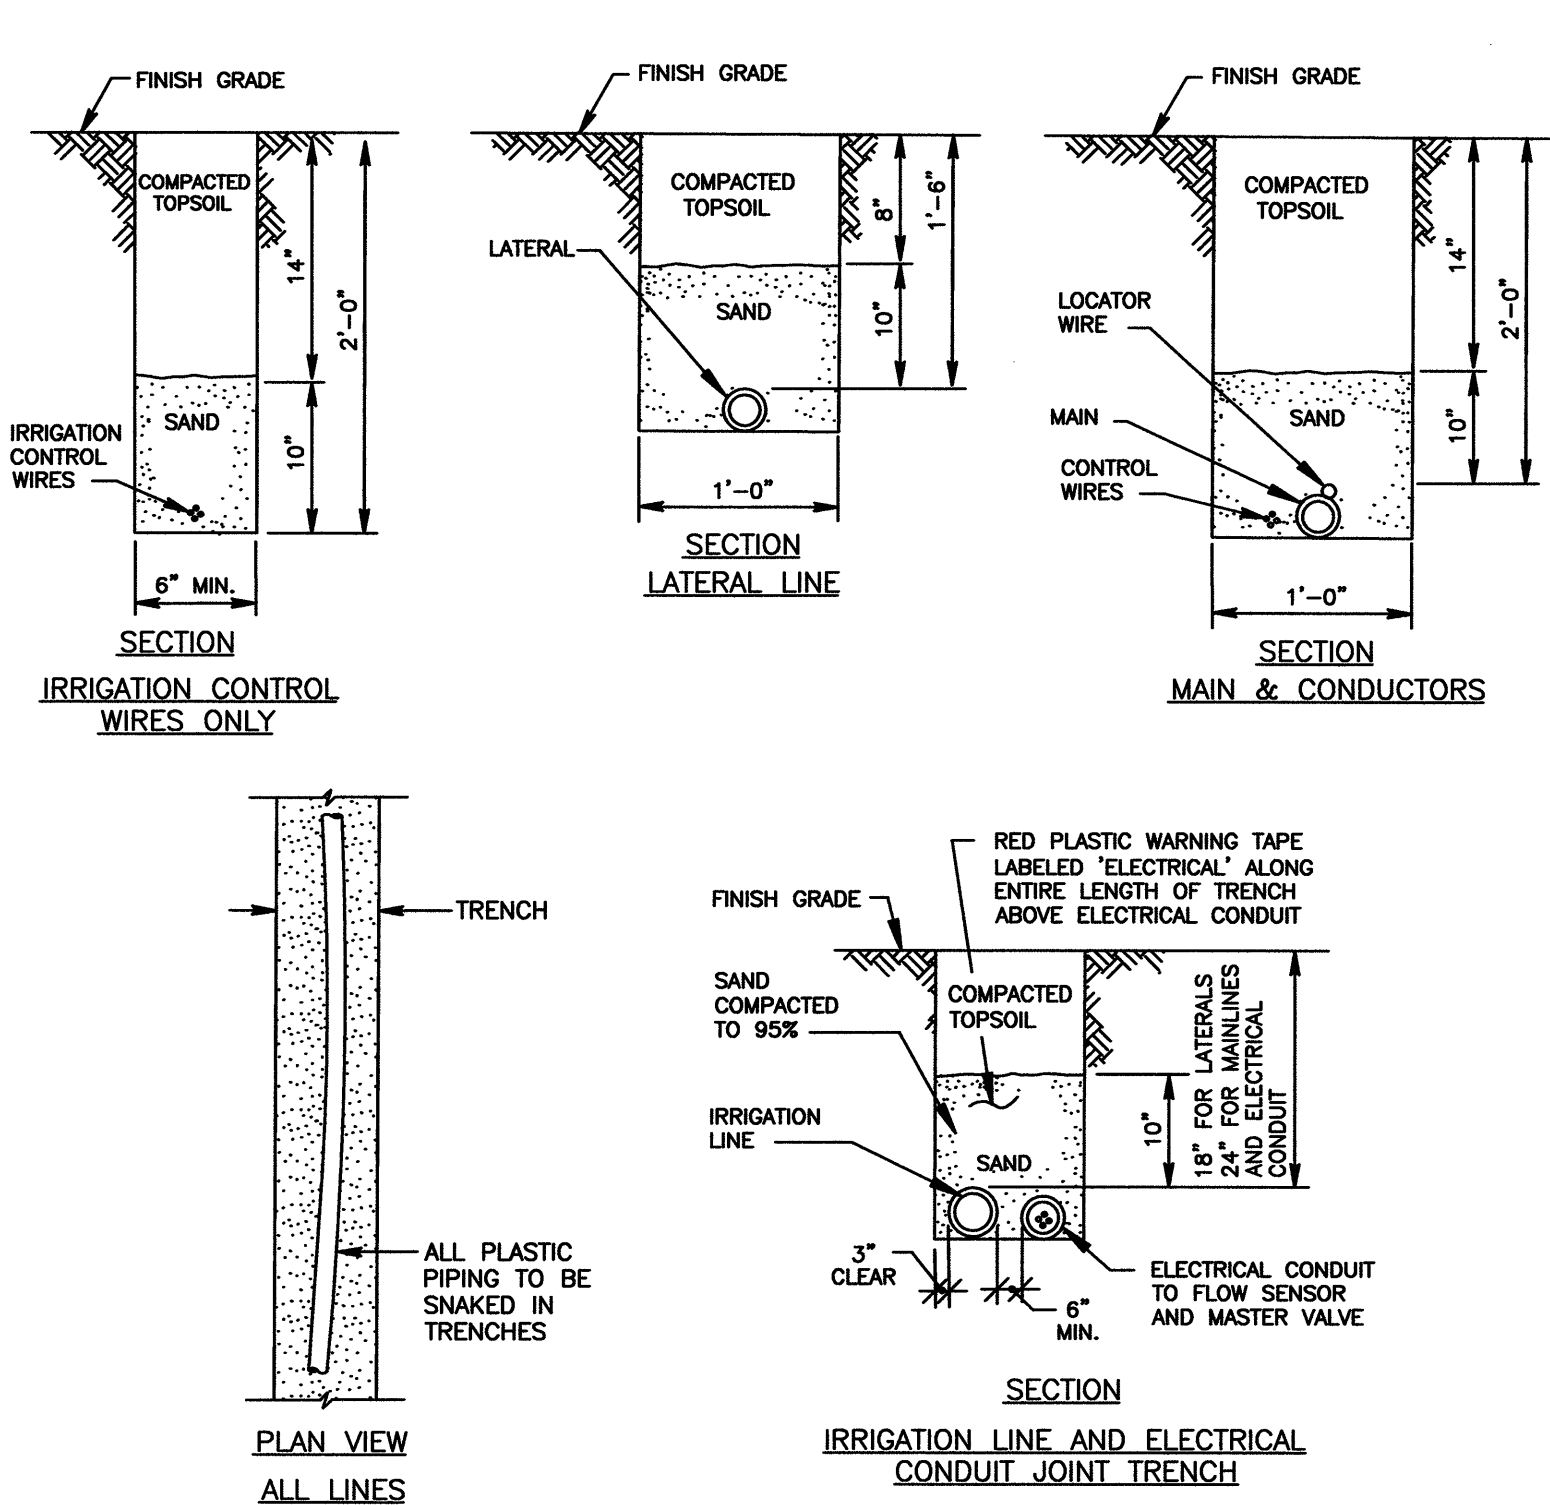 FINISH GRADE
COMPACTED
TOPSOIL
14"
2'-0"
SAND
10"
IRRIGATION
CONTROL
WIRES
6" MIN.
SECTION
IRRIGATION CONTROL
WIRES ONLY
FINISH GRADE
COMPACTED
TOPSOIL
8"
1'-6"
LATERAL
SAND
10"
1'-0"
SECTION
LATERAL LINE
FINISH GRADE
COMPACTED
TOPSOIL
14"
2'-0"
LOCATOR
WIRE
MAIN
SAND
10"
CONTROL
WIRES
1'-0"
SECTION
MAIN & CONDUCTORS
TRENCH
ALL PLASTIC
PIPING TO BE
SNAKED IN
TRENCHES
PLAN VIEW
ALL LINES
RED PLASTIC WARNING TAPE
LABELED 'ELECTRICAL' ALONG
ENTIRE LENGTH OF TRENCH
ABOVE ELECTRICAL CONDUIT
FINISH GRADE
SAND
COMPACTED
TO 95%
COMPACTED
TOPSOIL
18" FOR LATERALS
24" FOR MAINLINES
AND ELECTRICAL
CONDUIT
10"
IRRIGATION
LINE
SAND
3"
CLEAR
6"
MIN.
ELECTRICAL CONDUIT
TO FLOW SENSOR
AND MASTER VALVE
SECTION
IRRIGATION LINE AND ELECTRICAL
CONDUIT JOINT TRENCH